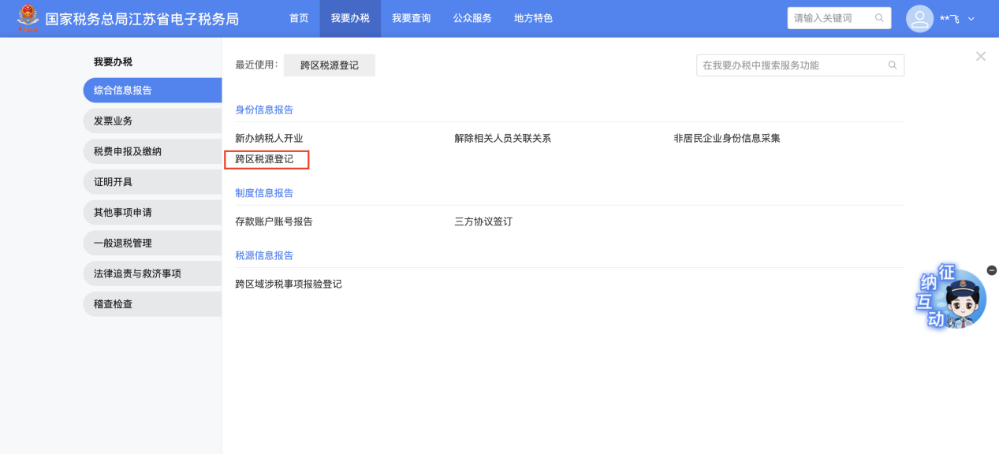 国家税务总局江苏省电子税务局 首页 我要办税 我要查询 公众服务 地方特色 请输入关键词 **飞
我要办税
综合信息报告
发票业务
税费申报及缴纳
证明开具
其他事项申请
一般退税管理
法律追责与救济事项
稽查检查
最近使用: 跨区税源登记 在我要办税中搜索服务功能
身份信息报告
新办纳税人开业 解除相关人员关联关系 非居民企业身份信息采集
跨区税源登记
制度信息报告
存款账户账号报告 三方协议签订
税源信息报告
跨区域涉税事项报验登记
征纳互动